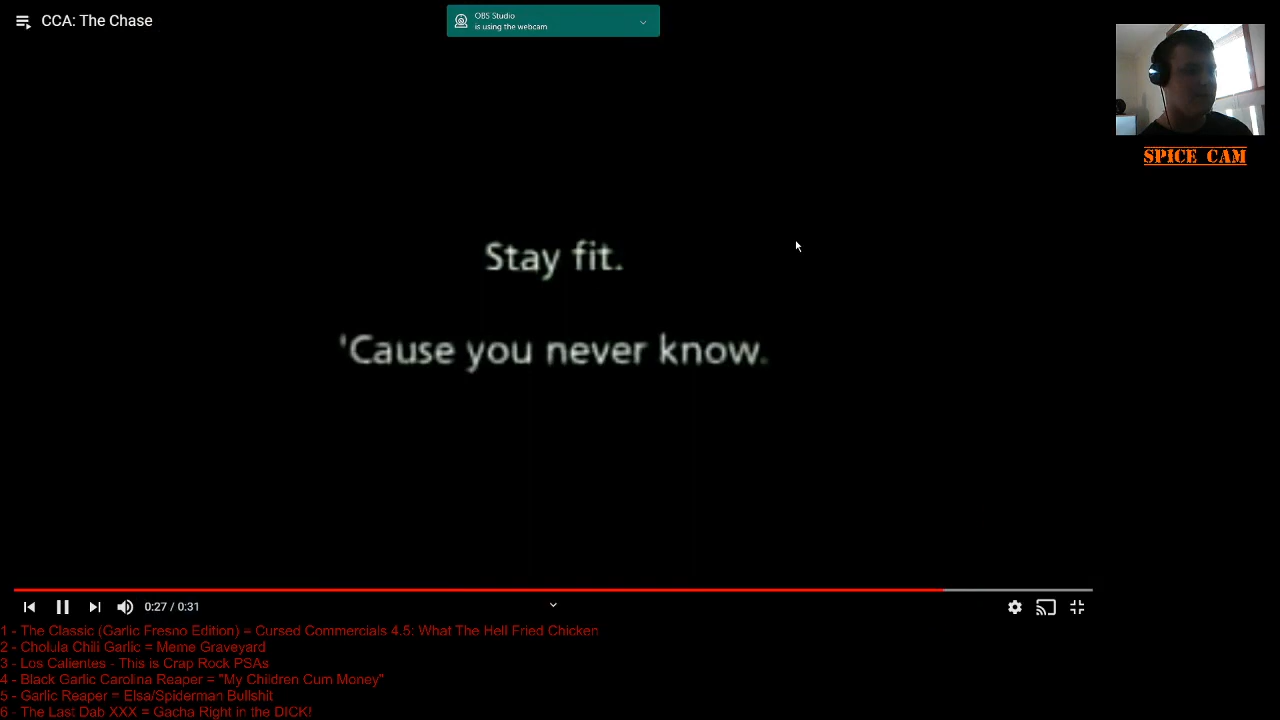 CCA: The Chase
OBS Studio
is using the webcam
SPICE CAM
Stay fit.
'Cause you never know.
0:27 / 0:31
1 - The Classic (Garlic Fresno Edition) = Cursed Commercials 4.5: What The Hell Fried Chicken
2 - Cholula Chili Garlic = Meme Graveyard
3 - Los Calientes - This is Crap Rock PSAs
4 - Black Garlic Carolina Reaper = "My Children Cum Money"
5 - Garlic Reaper = Elsa/Spiderman Bullshit
6 - The Last Dab XXX = Gacha Right in the DICK!